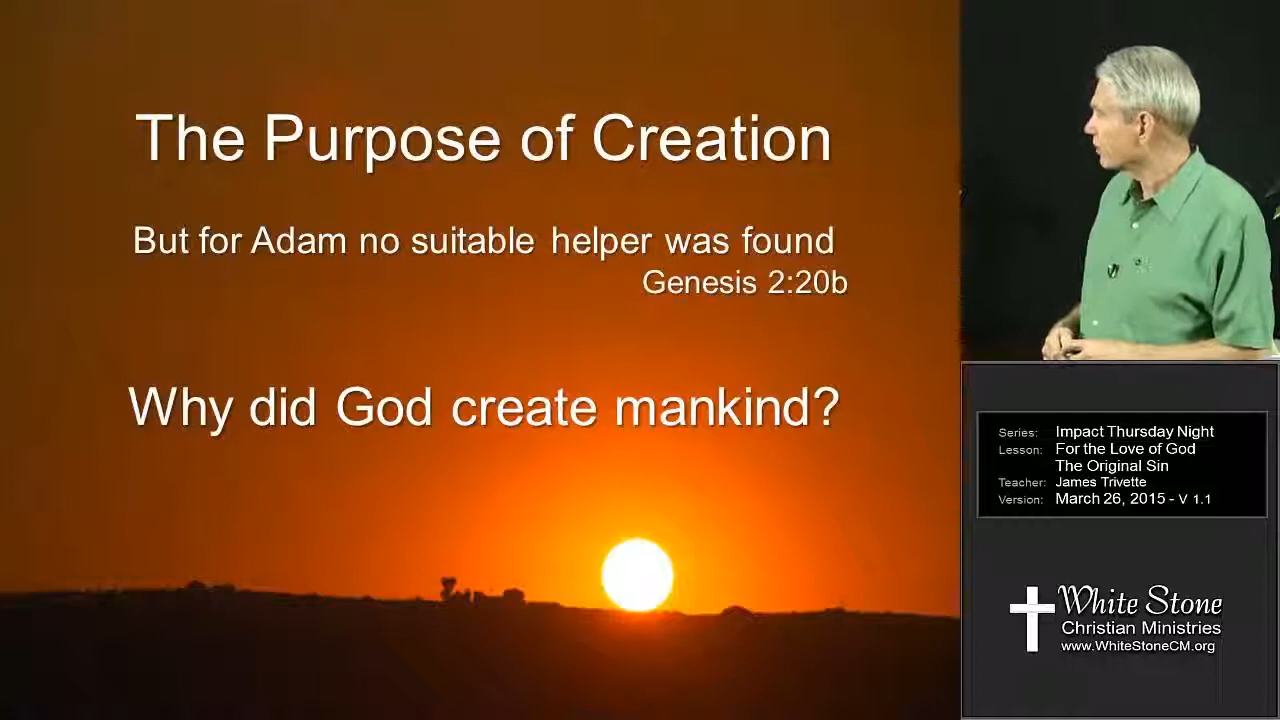 The Purpose of Creation
But for Adam no suitable helper was found
Genesis 2:20b
Why did God create mankind?
Series: Impact Thursday Night
Lesson: For the Love of God
The Original Sin
Teacher: James Trivette
Version: March 26, 2015 - V 1.1
White Stone
Christian Ministries
www.WhiteStoneCM.org